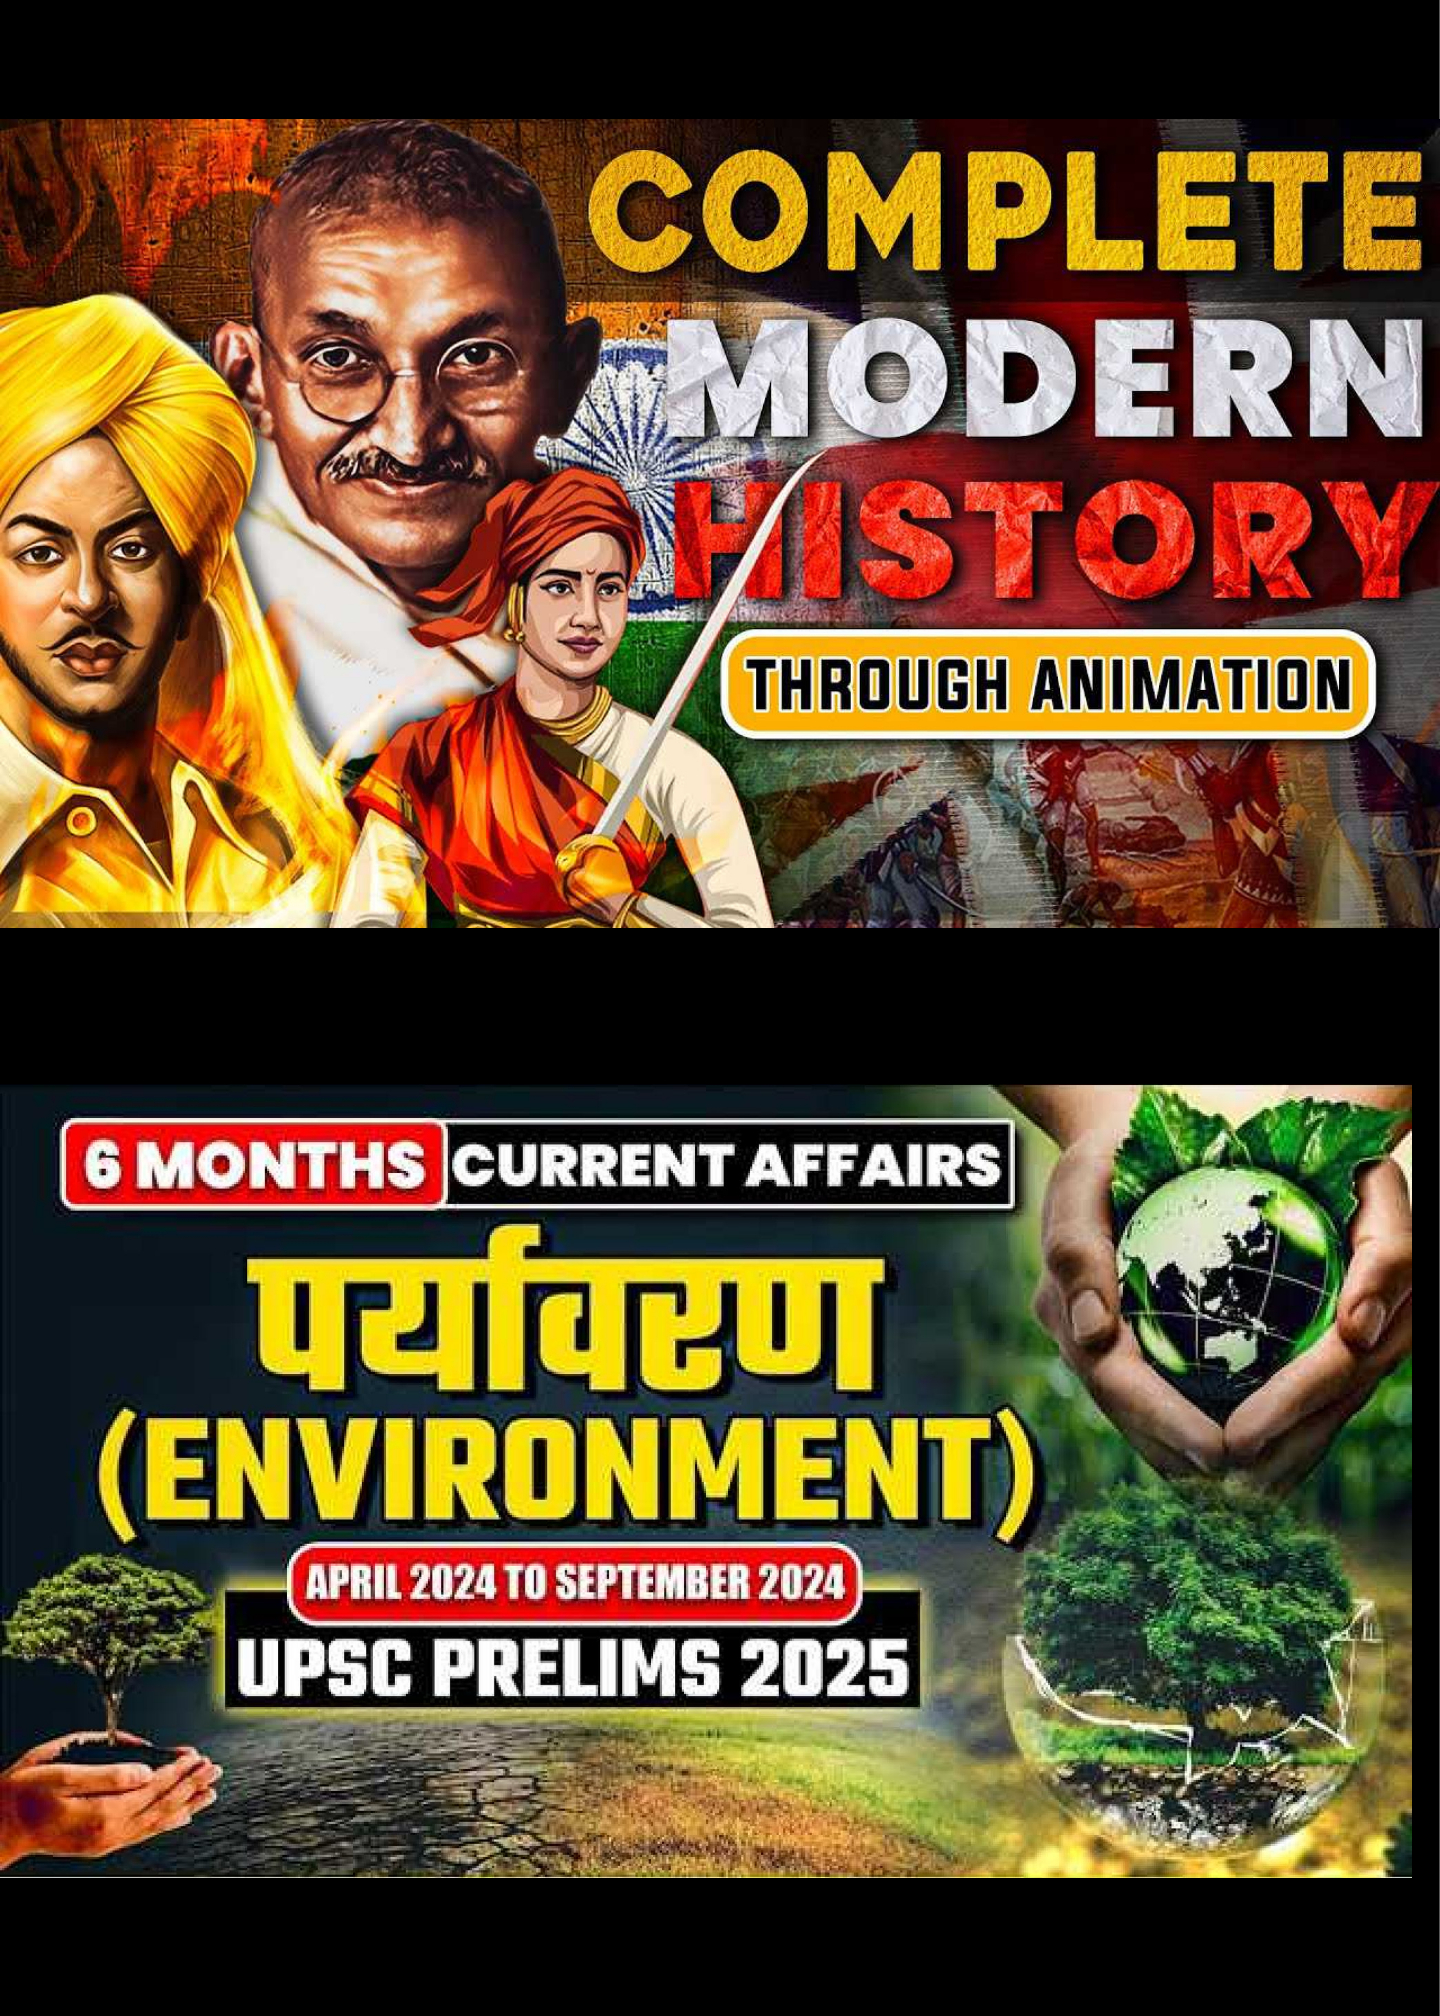 COMPLETE
MODERN
HISTORY
THROUGH ANIMATION
6 MONTHS CURRENT AFFAIRS
पर्यावरण
(ENVIRONMENT)
APRIL 2024 TO SEPTEMBER 2024
UPSC PRELIMS 2025